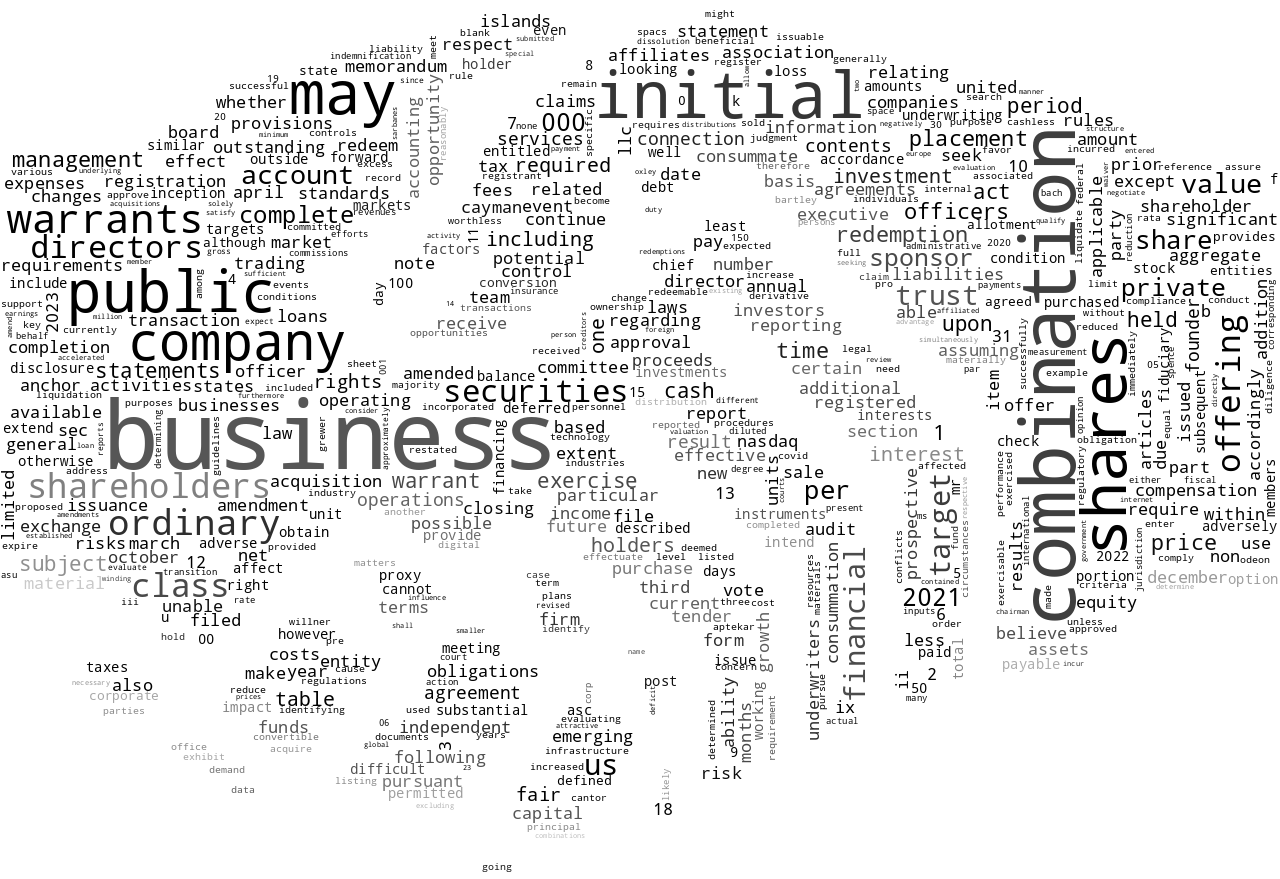 islands
might
blank submitted even
spacs statement
liability meet respect special
dissolution beneficial issuable
indemnification
affiliates association
state memorandum holder
register generally
19 since rule
8 looking allow loss two relating
successful may
remain initial amounts united search manner
whether
opportunity
accounting
reasonably
sarbanes
claims 0 k
space companies period
20 provisions
7 none 000 specific llc
requires distributions sold negatively underwriting 30 purpose cashless rules
board minimum controls
services connection judgment information
placement structure
similar outstanding redeem
entitled payment well consummate therefore contents
europe amount
management outside forward
tax required
accordance seek evaluation incurred entered
various effect underlying account excess
registrant oxley date basis investment 10 associated
prior reference assure
expenses registration april standards record
fees related debt bartley agreements internal act bach
except value f
changes approve acquisitions solely markets revenues
cayman event become individuals
federal liquidate applicable waiver negotiate party reduction
warrants satisfy targets complete committed efforts
worthless continue duty executive persons officers allotment qualify
shareholder rata significant
directors although gross market commissions
activity factors 11 including
least redemption administrative 2020 favor
share provides
requirements member trading
potential redemptions pay 150 expected
full seeking sponsor condition
stock aggregate
include public among 4 sufficient events conditions
note control conversion insurance
chief number claim liabilities payments
limit private entities
support earnings 2023 million
day 100 team 14 transactions
director increase annual
pro trust agreed purchased compliance b conduct
amend key behalf currently transaction expect loans
receive opportunities
change ownership redeemable existing derivative
laws investors able affiliated advantage upon without reduced
held founder offering corresponding
completion company
person creditors one regarding foreign reporting
simultaneously 31 successfully measurement
immediately fiduciary addition
disclosure accelerated statements officer sheet 001
received approval time legal
assuming materially example
05 spence
anchor activities states included rights amended balance
committee proceeds certain review need par item
equal directly diligence
liquidation furthermore operating majority
securities 15 investments cash additional
combination shares
available purposes businesses consider incorporated deferred personnel
distribution different registered international offer
articles due issued subsequent accordingly
extend sec reports determining business guidelines law grewer approximately restated
based technology
reported report procedures interests
opinion regulatory check obligation
general loan
extent valuation diluted result nasdaq section 1
either fiscal
otherwise address
financing industries effective covid interest
part
shareholders acquisition warrant exercise
new degree units courts sale affected
performance exercised internet compensation members
limited proposed issuance industry operations take
particular 13 per prospective target mr
require within
amendments amendment unit another closing
income file instruments present
government enter adversely
exchange established ordinary obtain possible
future described completed audit ms
results 2022 price non use
expire risks march adverse provided provide digital
holders intend conflicts fund respective circumstances
comply odeon
asu subject october evaluate 12 transition net affect matters
effectuate level listed deemed
jurisdiction portion criteria december option
material winding class right
proxy cannot case term purchase days
resources materials consummation financial contained 5
exercisable made determine
iii unable rate influence
plans revised third vote
2021 chairman equity
u filed terms firm current three cost
inputs 6
hold 00 willner shall identify tender aptekar
order unless
however pre smaller form
less believe approved
costs entity meeting court name
underwriters issue concern growth
paid total assets
taxes make year cause obligations
pursue ii 2 payable incur
necessary also regulations action
post ability
ix 50
corporate reduce prices table agreement corp deficit
actual many
parties impact identifying used substantial
asc determined months working requirement
funds 06 independent evaluating attractive
convertible documents years emerging
office acquire global 3 infrastructure
9
exhibit following
demand difficult 23 increased us risk
data listing pursuant defined likely
permitted fair cantor
excluding capital 18
principal
combinations
going